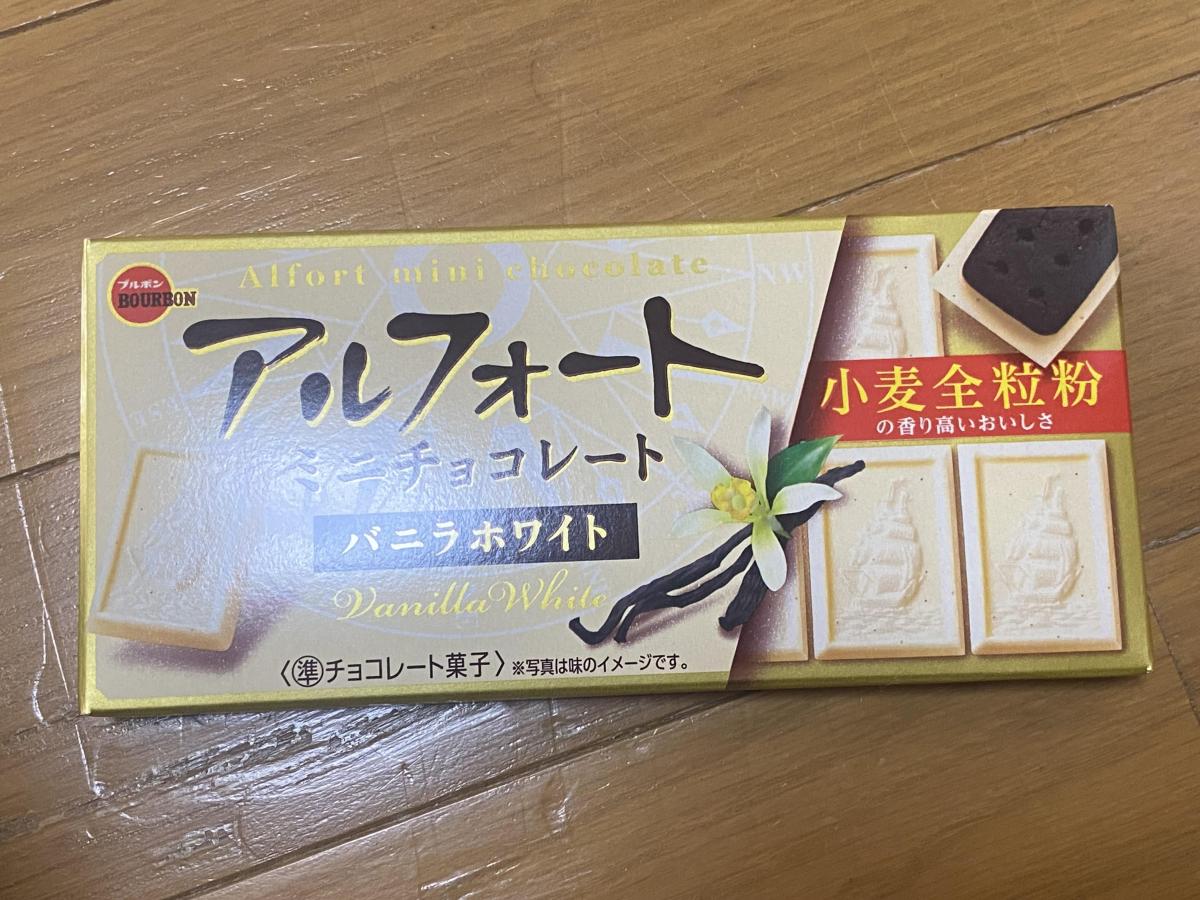 Alfort mini chocolate
NW
ブルボン
BOURBON
アルフォート
ミニチョコレート
バニラホワイト
Vanilla White
〈㊜チョコレート菓子〉※写真は味のイメージです。
小麦全粒粉
の香り高いおいしさ